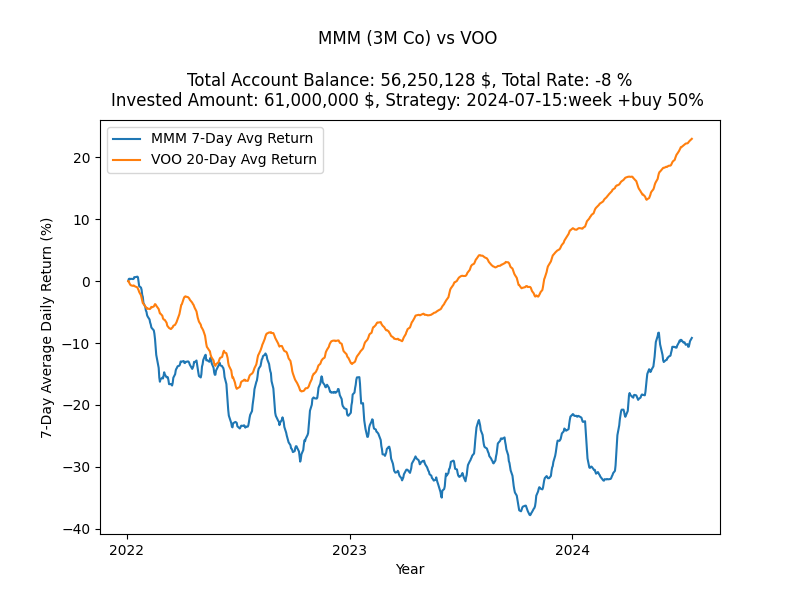 MMM (3M Co) vs VOO
Total Account Balance: 56,250,128 $, Total Rate: -8 %
Invested Amount: 61,000,000 $, Strategy: 2024-07-15:week +buy 50%
MMM 7-Day Avg Return
VOO 20-Day Avg Return
7-Day Average Daily Return (%)
20
10
0
−10
−20
−30
−40
2022
2023
2024
Year